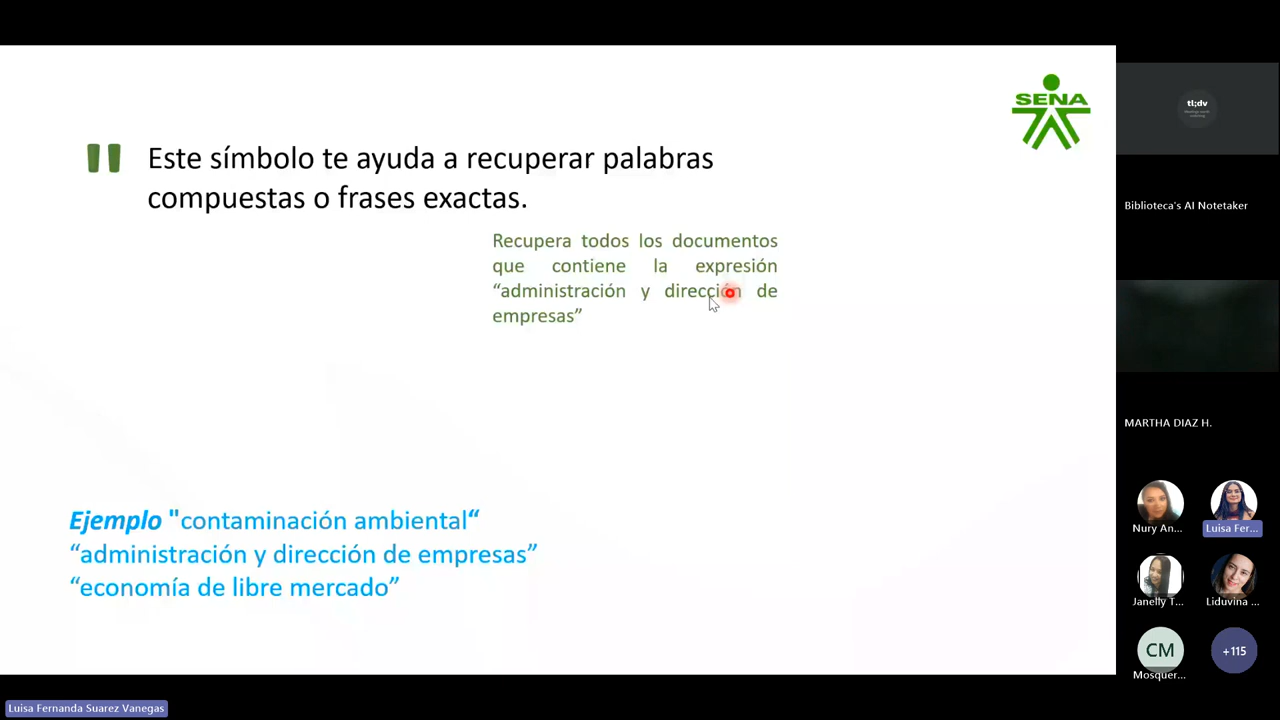 SENA
" Este símbolo te ayuda a recuperar palabras
compuestas o frases exactas.
Recupera todos los documentos
que contiene la expresión
“administración y dirección de
empresas”
Ejemplo "contaminación ambiental“
“administración y dirección de empresas”
“economía de libre mercado”
tl;dv
Biblioteca's AI Notetaker
MARTHA DIAZ H.
Nury An...
Luisa Fer...
Janelly T...
Liduvina ...
CM
Mosquer...
+115
Luisa Fernanda Suarez Vanegas